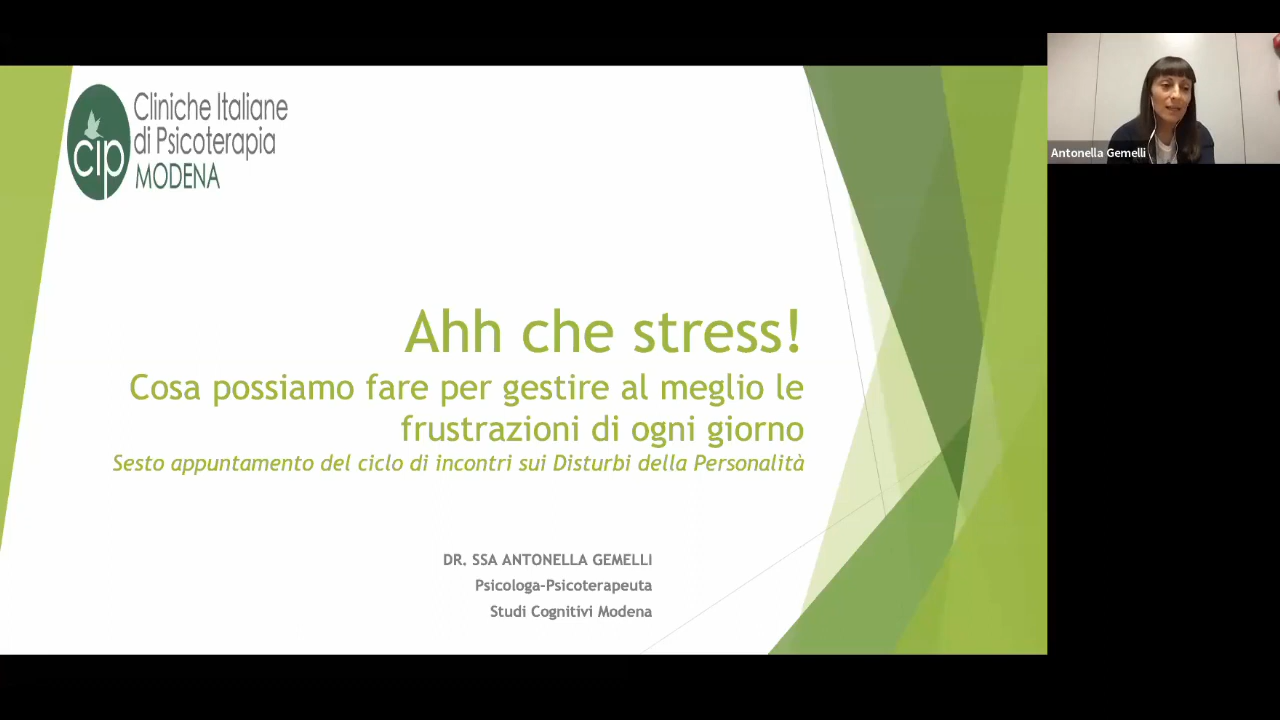 Cliniche Italiane
di Psicoterapia
MODENA
cip
Antonella Gemelli
Ahh che stress!
Cosa possiamo fare per gestire al meglio le
frustrazioni di ogni giorno
Sesto appuntamento del ciclo di incontri sui Disturbi della Personalità
DR. SSA ANTONELLA GEMELLI
Psicologa-Psicoterapeuta
Studi Cognitivi Modena